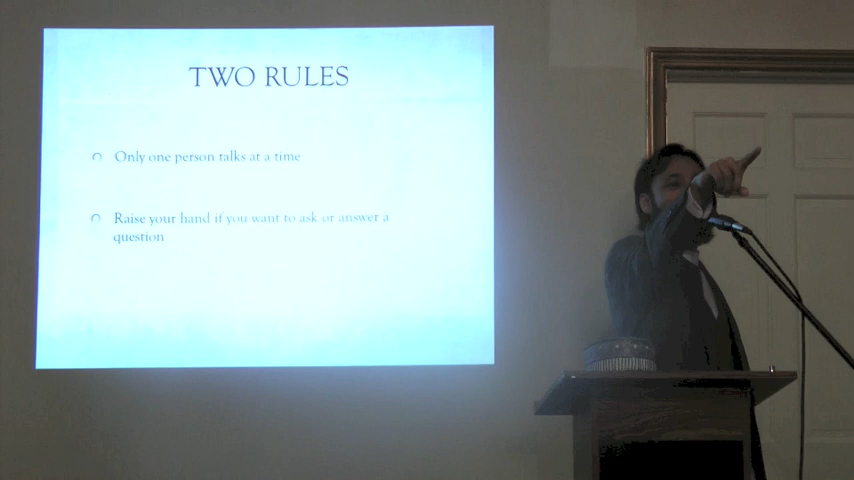 TWO RULES
Only one person talks at a time
Raise your hand if you want to ask or answer a
question